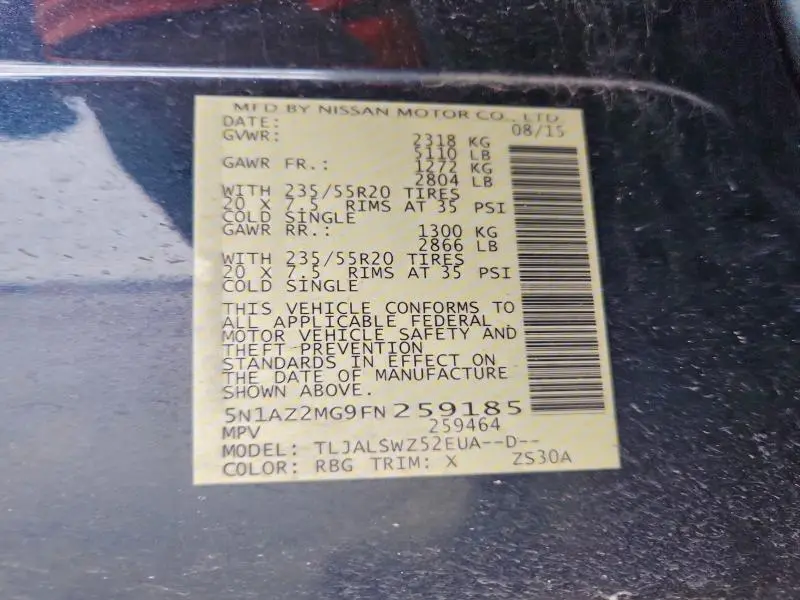 MFD BY NISSAN MOTOR CO., LTD.
DATE: 08/15
GVWR: 2318 KG
5110 LB
GAWR FR.: 1272 KG
2804 LB
WITH 235/55R20 TIRES
20 X 7.5 RIMS AT 35 PSI
COLD SINGLE
GAWR RR.: 1300 KG
2866 LB
WITH 235/55R20 TIRES
20 X 7.5 RIMS AT 35 PSI
COLD SINGLE
THIS VEHICLE CONFORMS TO
ALL APPLICABLE FEDERAL
MOTOR VEHICLE SAFETY AND
THEFT PREVENTION
STANDARDS IN EFFECT ON
THE DATE OF MANUFACTURE
SHOWN ABOVE.
5N1AZ2MG9FN 259185
MPV 259464
MODEL: TLJALSWZ52EUA--D--
COLOR: RBG TRIM: X ZS30A